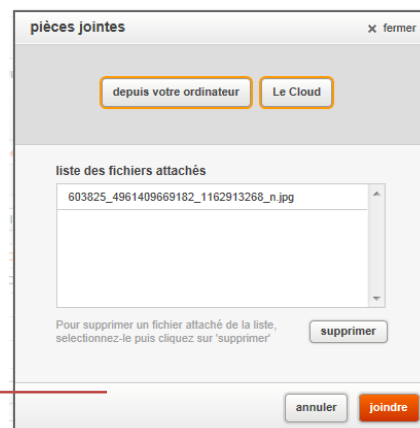 pièces jointes
× fermer
depuis votre ordinateur
Le Cloud
liste des fichiers attachés
603825_4961409669182_1162913268_n.jpg
Pour supprimer un fichier attaché de la liste,
selectionnez-le puis cliquez sur 'supprimer'
supprimer
annuler
joindre